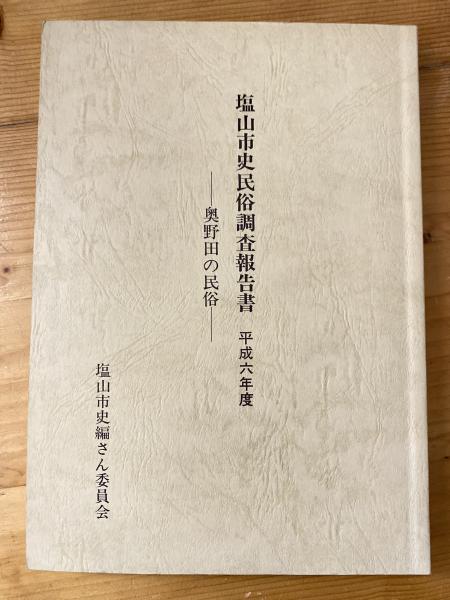 塩山市史民俗調査報告書 平成六年度
──奥野田の民俗──
塩山市史編さん委員会